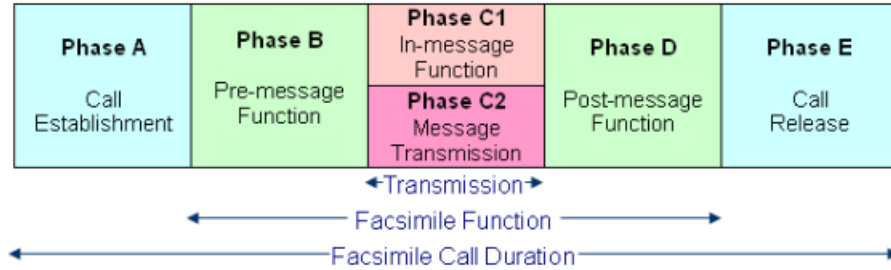 Phase A
Call
Establishment
Phase B
Pre-message
Function
Phase C1
In-message
Function
Phase C2
Message
Transmission
Phase D
Post-message
Function
Phase E
Call
Release
Transmission
Facsimile Function
Facsimile Call Duration